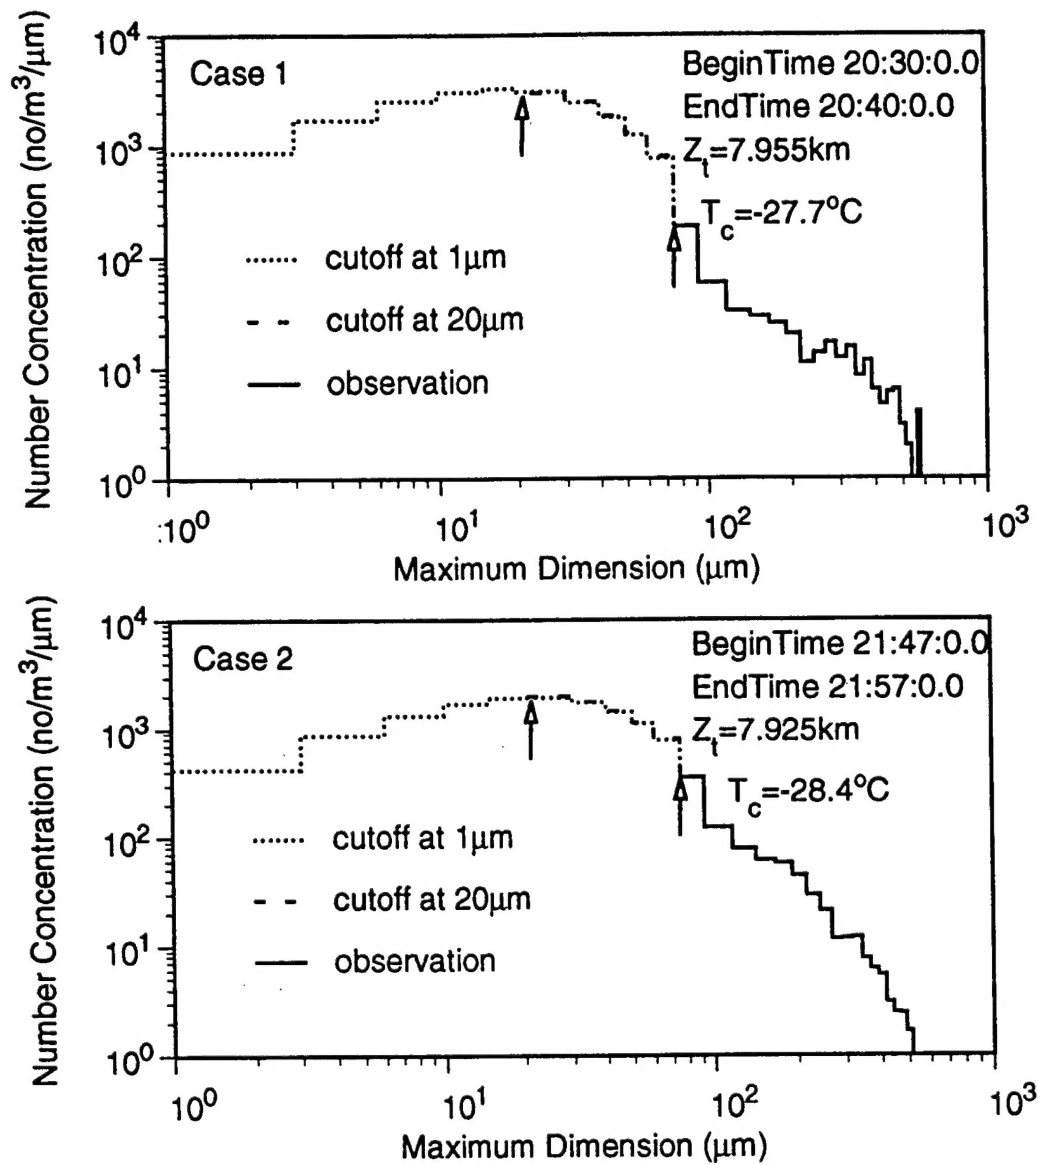 Number Concentration (no/m³/μm)
10⁴
10³
10²
10¹
10⁰
Case 1
BeginTime 20:30:0.0
EndTime 20:40:0.0
Zₜ=7.955km
T_c=-27.7°C
cutoff at 1μm
cutoff at 20μm
observation
:10⁰ 10¹ 10² 10³
Maximum Dimension (μm)
Number Concentration (no/m³/μm)
10⁴
10³
10²
10¹
10⁰
Case 2
BeginTime 21:47:0.0
EndTime 21:57:0.0
Zₜ=7.925km
T_c=-28.4°C
cutoff at 1μm
cutoff at 20μm
observation
10⁰ 10¹ 10² 10³
Maximum Dimension (μm)